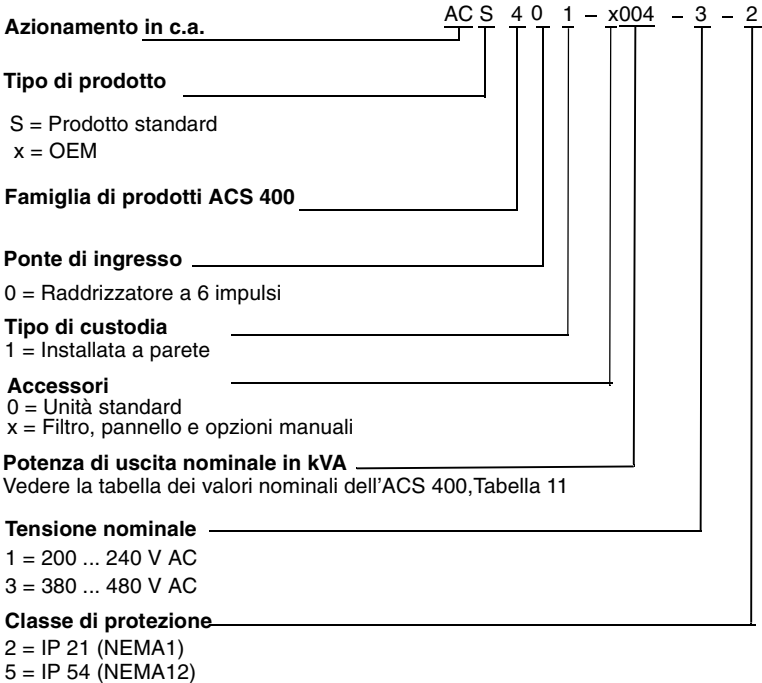 AC S 4 0 1 – x004 – 3 – 2
Azionamento in c.a.
Tipo di prodotto
S = Prodotto standard
x = OEM
Famiglia di prodotti ACS 400
Ponte di ingresso
0 = Raddrizzatore a 6 impulsi
Tipo di custodia
1 = Installata a parete
Accessori
0 = Unità standard
x = Filtro, pannello e opzioni manuali
Potenza di uscita nominale in kVA
Vedere la tabella dei valori nominali dell'ACS 400,Tabella 11
Tensione nominale
1 = 200 ... 240 V AC
3 = 380 ... 480 V AC
Classe di protezione
2 = IP 21 (NEMA1)
5 = IP 54 (NEMA12)